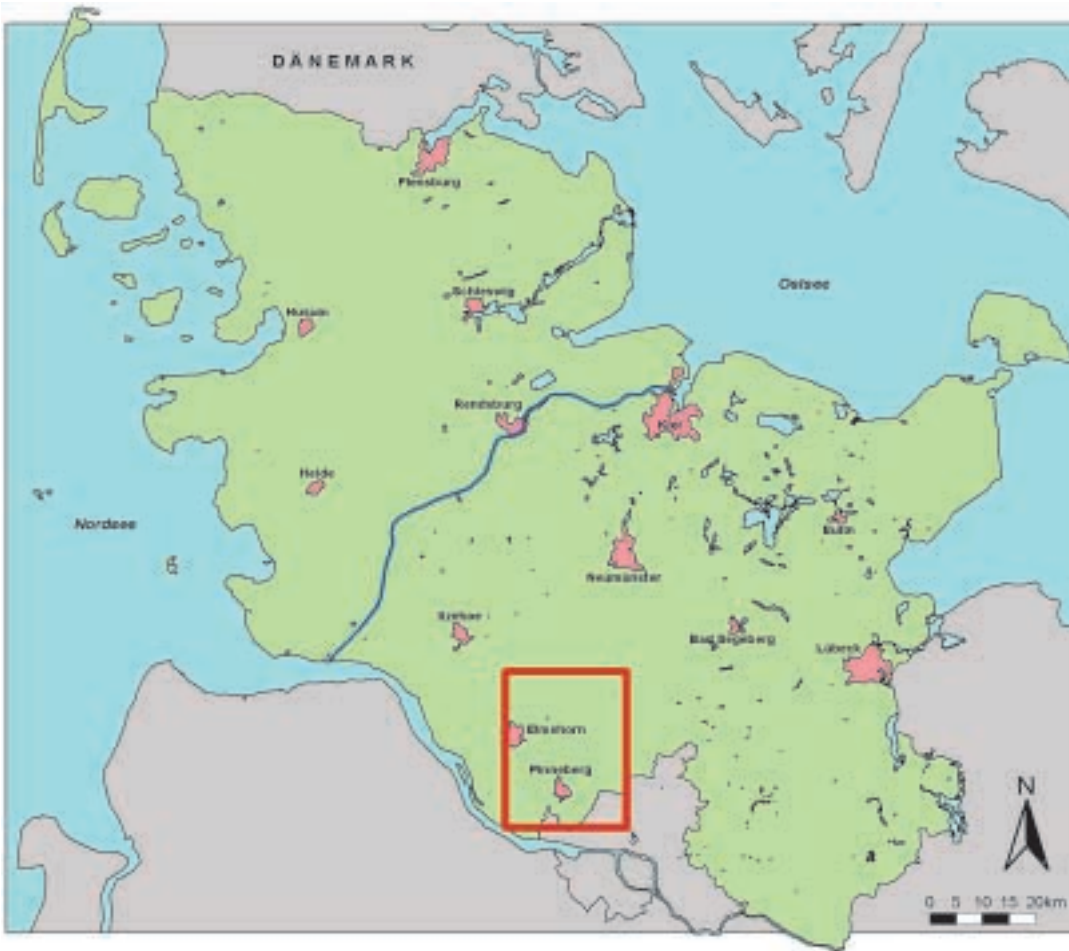 DÄNEMARK
Flensburg
Ostsee
Schleswig
Husum
Rendsburg
Kiel
Heide
Nordsee
Eutin
Neumünster
Itzehoe
Bad Segeberg
Lübeck
Elmshorn
Pinneberg
N
a
0 5 10 15 20km